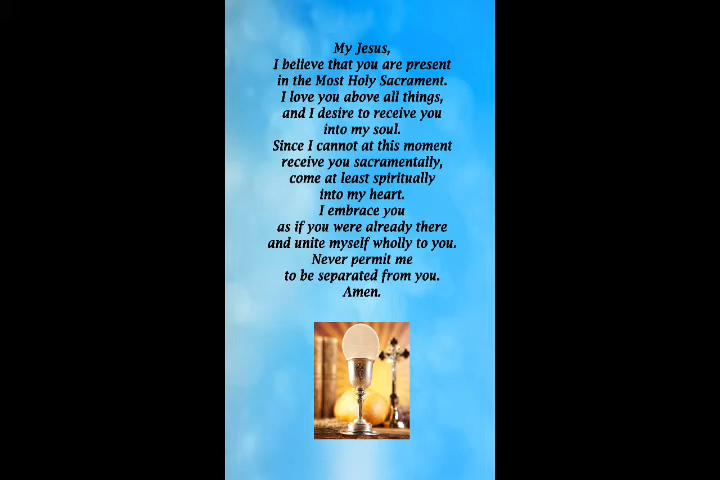 My Jesus,
I believe that you are present
in the Most Holy Sacrament.
I love you above all things,
and I desire to receive you
into my soul.
Since I cannot at this moment
receive you sacramentally,
come at least spiritually
into my heart.
I embrace you
as if you were already there
and unite myself wholly to you.
Never permit me
to be separated from you.
Amen.